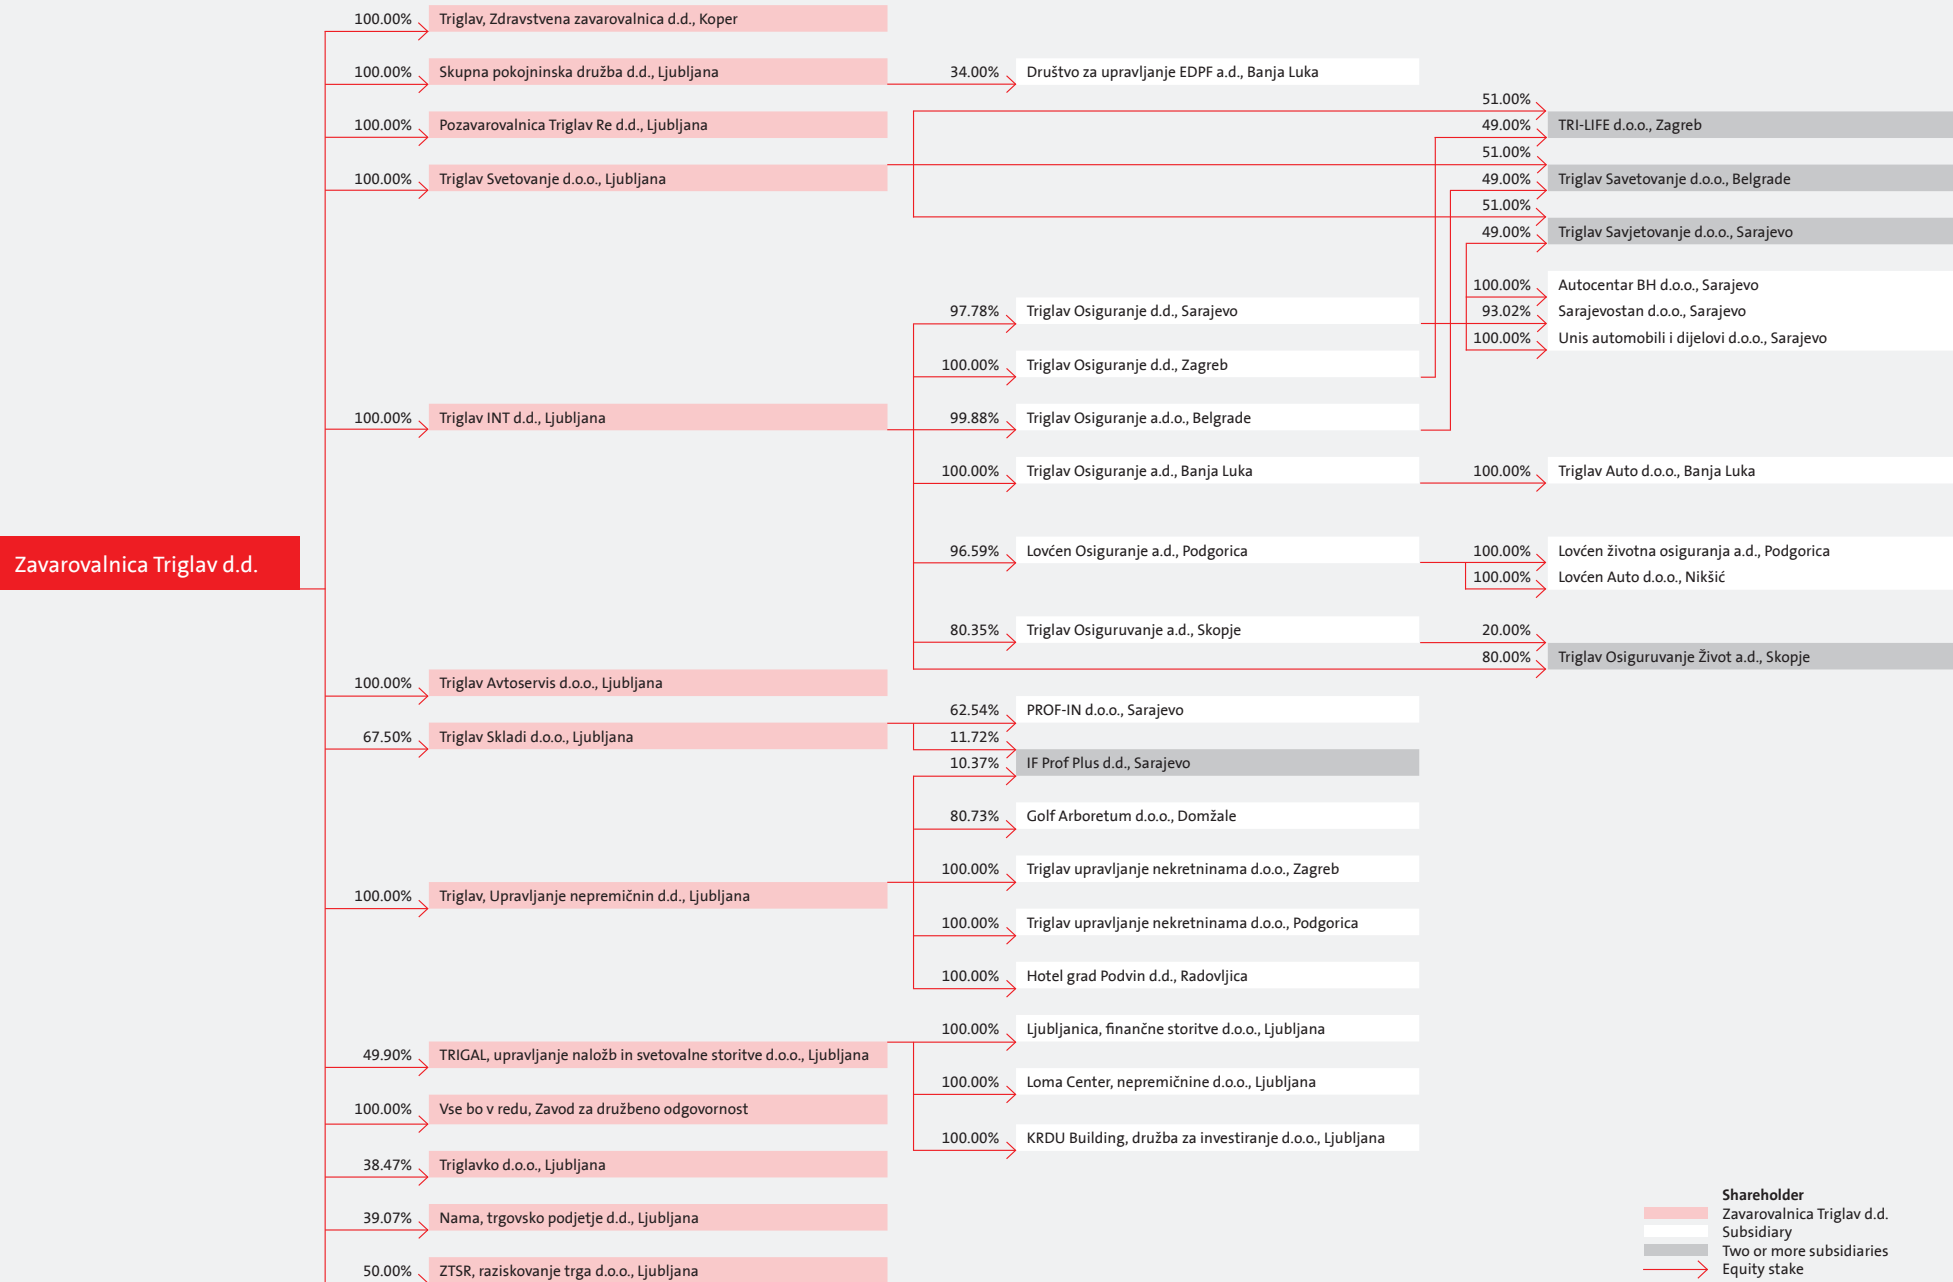 100.00% Triglav, Zdravstvena zavarovalnica d.d., Koper
100.00% Skupna pokojninska družba d.d., Ljubljana 34.00% Društvo za upravljanje EDPF a.d., Banja Luka
51.00%
100.00% Pozavarovalnica Triglav Re d.d., Ljubljana 49.00% TRI-LIFE d.o.o., Zagreb
51.00%
100.00% Triglav Svetovanje d.o.o., Ljubljana 49.00% Triglav Savetovanje d.o.o., Belgrade
51.00%
49.00% Triglav Savjetovanje d.o.o., Sarajevo
100.00% Autocentar BH d.o.o., Sarajevo
97.78% Triglav Osiguranje d.d., Sarajevo 93.02% Sarajevostan d.o.o., Sarajevo
100.00% Unis automobili i dijelovi d.o.o., Sarajevo
100.00% Triglav Osiguranje d.d., Zagreb
100.00% Triglav INT d.d., Ljubljana 99.88% Triglav Osiguranje a.d.o., Belgrade
100.00% Triglav Osiguranje a.d., Banja Luka 100.00% Triglav Auto d.o.o., Banja Luka
Zavarovalnica Triglav d.d.
96.59% Lovćen Osiguranje a.d., Podgorica 100.00% Lovćen životna osiguranja a.d., Podgorica
100.00% Lovćen Auto d.o.o., Nikšić
80.35% Triglav Osiguruvanje a.d., Skopje 20.00%
80.00% Triglav Osiguruvanje Život a.d., Skopje
100.00% Triglav Avtoservis d.o.o., Ljubljana
62.54% PROF-IN d.o.o., Sarajevo
67.50% Triglav Skladi d.o.o., Ljubljana 11.72%
10.37% IF Prof Plus d.d., Sarajevo
80.73% Golf Arboretum d.o.o., Domžale
100.00% Triglav upravljanje nekretninama d.o.o., Zagreb
100.00% Triglav, Upravljanje nepremičnin d.d., Ljubljana
100.00% Triglav upravljanje nekretninama d.o.o., Podgorica
100.00% Hotel grad Podvin d.d., Radovljica
100.00% Ljubljanica, finančne storitve d.o.o., Ljubljana
49.90% TRIGAL, upravljanje naložb in svetovalne storitve d.o.o., Ljubljana
100.00% Loma Center, nepremičnine d.o.o., Ljubljana
100.00% Vse bo v redu, Zavod za družbeno odgovornost
100.00% KRDU Building, družba za investiranje d.o.o., Ljubljana
38.47% Triglavko d.o.o., Ljubljana
39.07% Nama, trgovsko podjetje d.d., Ljubljana
50.00% ZTSR, raziskovanje trga d.o.o., Ljubljana
Shareholder
Zavarovalnica Triglav d.d.
Subsidiary
Two or more subsidiaries
Equity stake